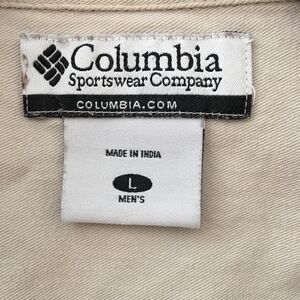 Columbia
Sportswear Company
COLUMBIA.COM
MADE IN INDIA
L
MEN'S